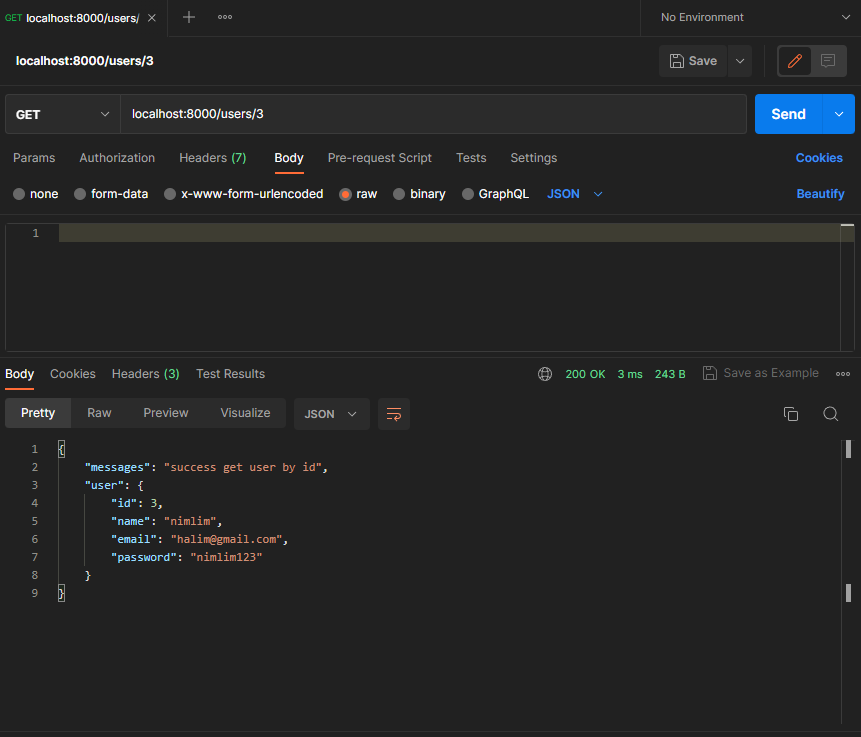 GET localhost:8000/users/
No Environment
localhost:8000/users/3
Save
GET localhost:8000/users/3 Send
Params Authorization Headers (7) Body Pre-request Script Tests Settings Cookies
none form-data x-www-form-urlencoded raw binary GraphQL JSON Beautify
1
Body Cookies Headers (3) Test Results 200 OK 3 ms 243 B Save as Example
Pretty Raw Preview Visualize JSON
1 {
2 "messages": "success get user by id",
3 "user": {
4 "id": 3,
5 "name": "nimlim",
6 "email": "halim@gmail.com",
7 "password": "nimlim123"
8 }
9 }